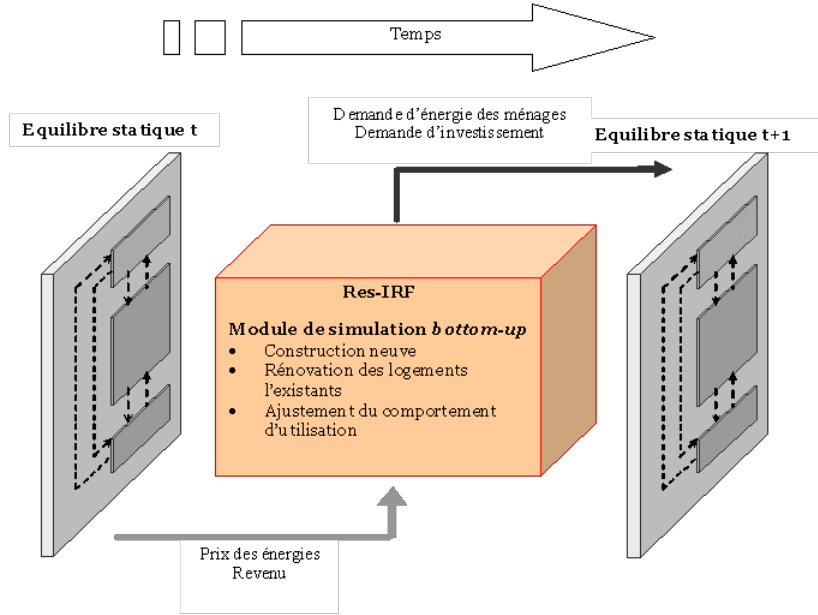 Temps
Demande d'énergie des ménages
Demande d'investissement
Equilibre statique t
Equilibre statique t+1
Res-IRF
Module de simulation bottom-up
• Construction neuve
• Rénovation des logements
l'existants
• Ajustement du comportement
d'utilisation
Prix des énergies
Revenu